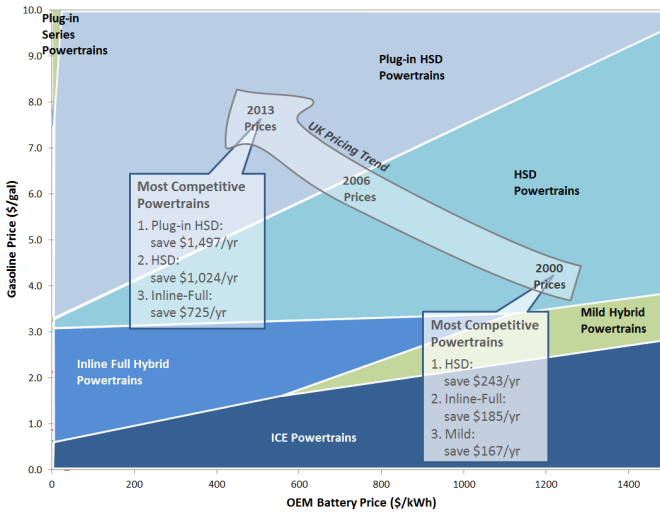 10.0
Plug-in
Series
Powertrains
9.0
8.0
7.0
6.0
5.0
4.0
3.0
2.0
1.0
0.0
Gasoline Price ($/gal)
Plug-in HSD
Powertrains
2013
Prices
UK Pricing Trend
2006
Prices
HSD
Powertrains
2000
Prices
Most Competitive
Powertrains
1. Plug-in HSD:
save $1,497/yr
2. HSD:
save $1,024/yr
3. Inline-Full:
save $725/yr
Mild Hybrid
Powertrains
Most Competitive
Powertrains
1. HSD:
save $243/yr
2. Inline-Full:
save $185/yr
3. Mild:
save $167/yr
Inline Full Hybrid
Powertrains
ICE Powertrains
0 200 400 600 800 1000 1200 1400
OEM Battery Price ($/kWh)